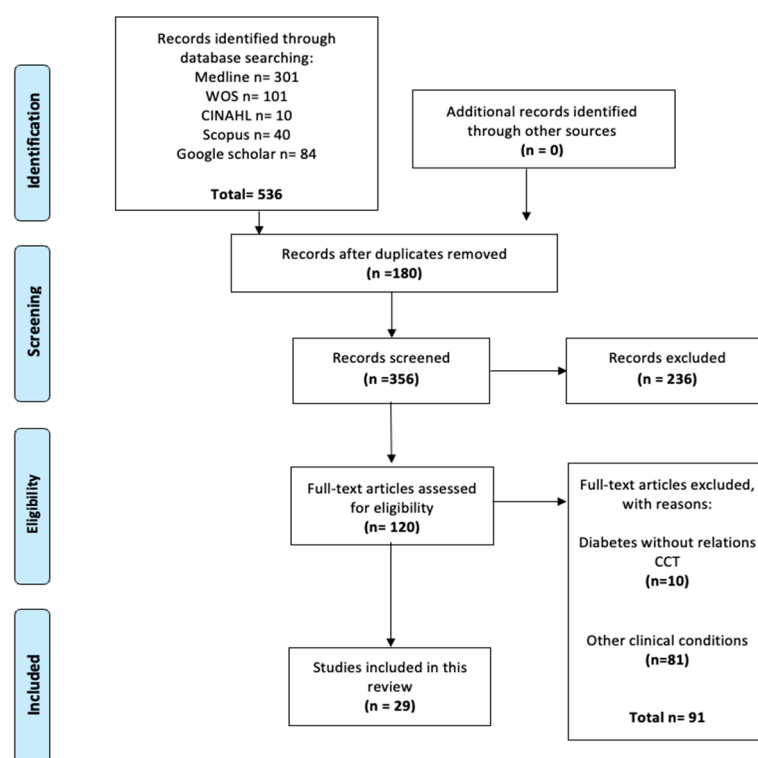 Identification
Records identified through
database searching:
Medline n= 301
WOS n= 101
CINAHL n= 10
Scopus n= 40
Google scholar n= 84
Total= 536
Additional records identified
through other sources
(n = 0)
Records after duplicates removed
(n =180)
Screening
Records screened
(n =356)
Records excluded
(n = 236)
Eligibility
Full-text articles assessed
for eligibility
(n= 120)
Full-text articles excluded,
with reasons:
Diabetes without relations
CCT
(n=10)
Other clinical conditions
(n=81)
Total n= 91
Included
Studies included in this
review
(n = 29)